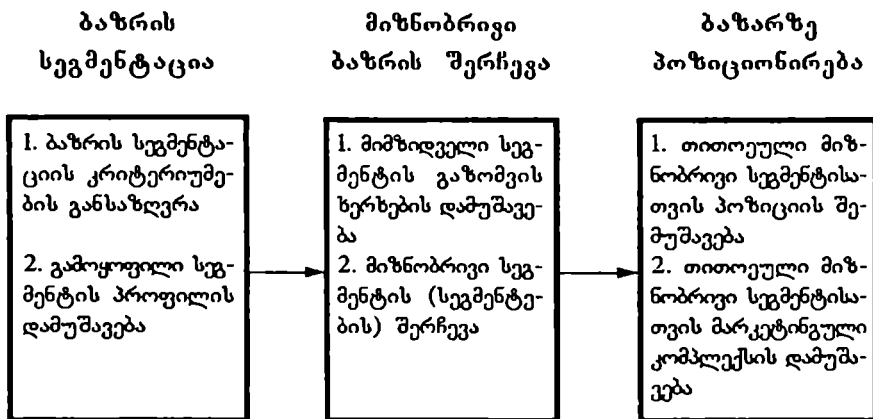 ბაზრის
სეგმენტაცია
მიზნობრივი
ბაზრის შერჩევა
ბაზარზე
პოზიციონირება
1. ბაზრის სეგმენტა-
ციის კრიტერიუმე-
ბის განსაზღვრა
2. გამოყოფილი სეგ-
მენტის პროფილის
დამუშავება
1. მიმზიდველი სეგ-
მენტის გაზომვის
ხერხების დამუშავე-
ბა
2. მიზნობრივი სეგ-
მენტის (სეგმენტე-
ბის) შერჩევა
1. თითოეული მიზ-
ნობრივი სეგმენტისა-
თვის პოზიციის შე-
მუშავება
2. თითოეული მიზ-
ნობრივი სეგმენტისა-
თვის მარკეტინგული
კომპლექსის დამუშა-
ვება